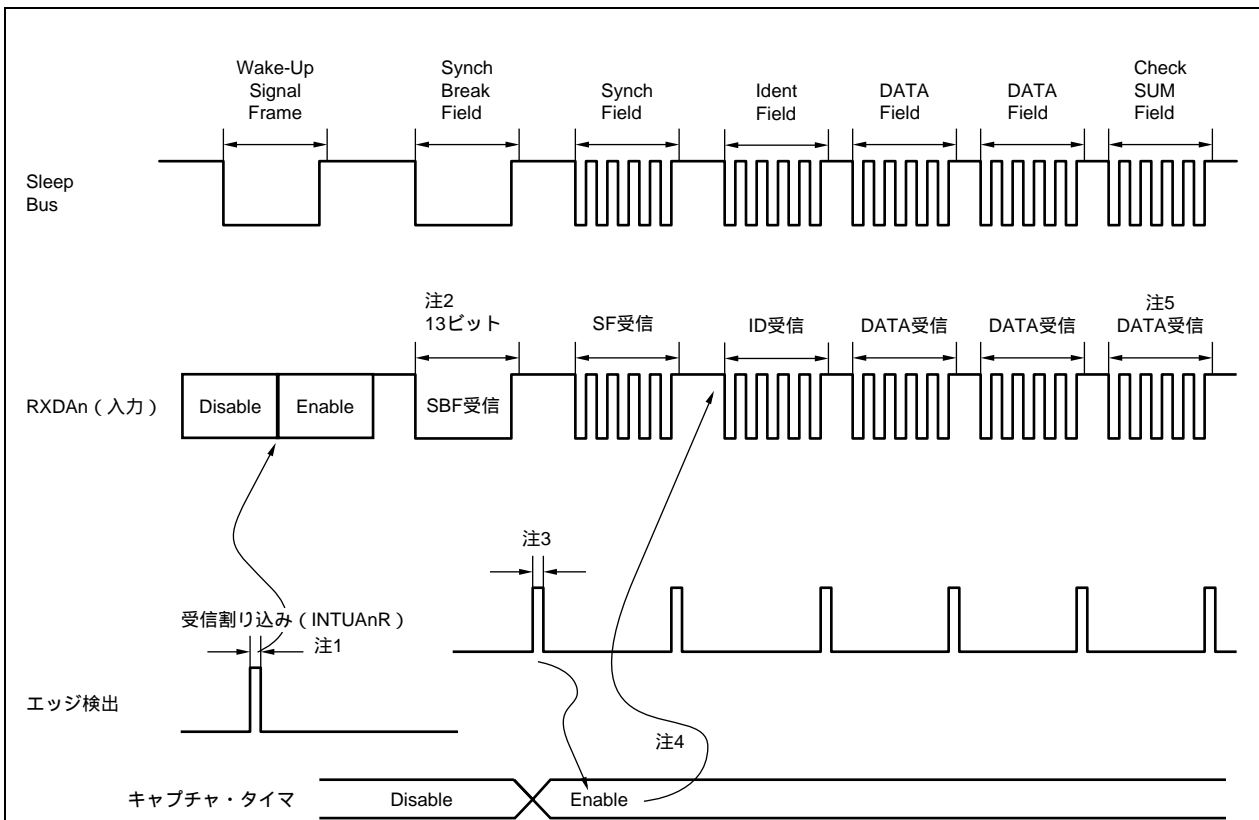 Wake-Up
Signal
Frame
Synch
Break
Field
Synch
Field
Ident
Field
DATA
Field
DATA
Field
Check
SUM
Field
Sleep
Bus
注2
13ビット
SF受信
ID受信
DATA受信
DATA受信
注5
DATA受信
RXDAn（入力）
Disable
Enable
SBF受信
注3
受信割り込み（INTUAnR）
注1
エッジ検出
注4
キャプチャ・タイマ
Disable
Enable